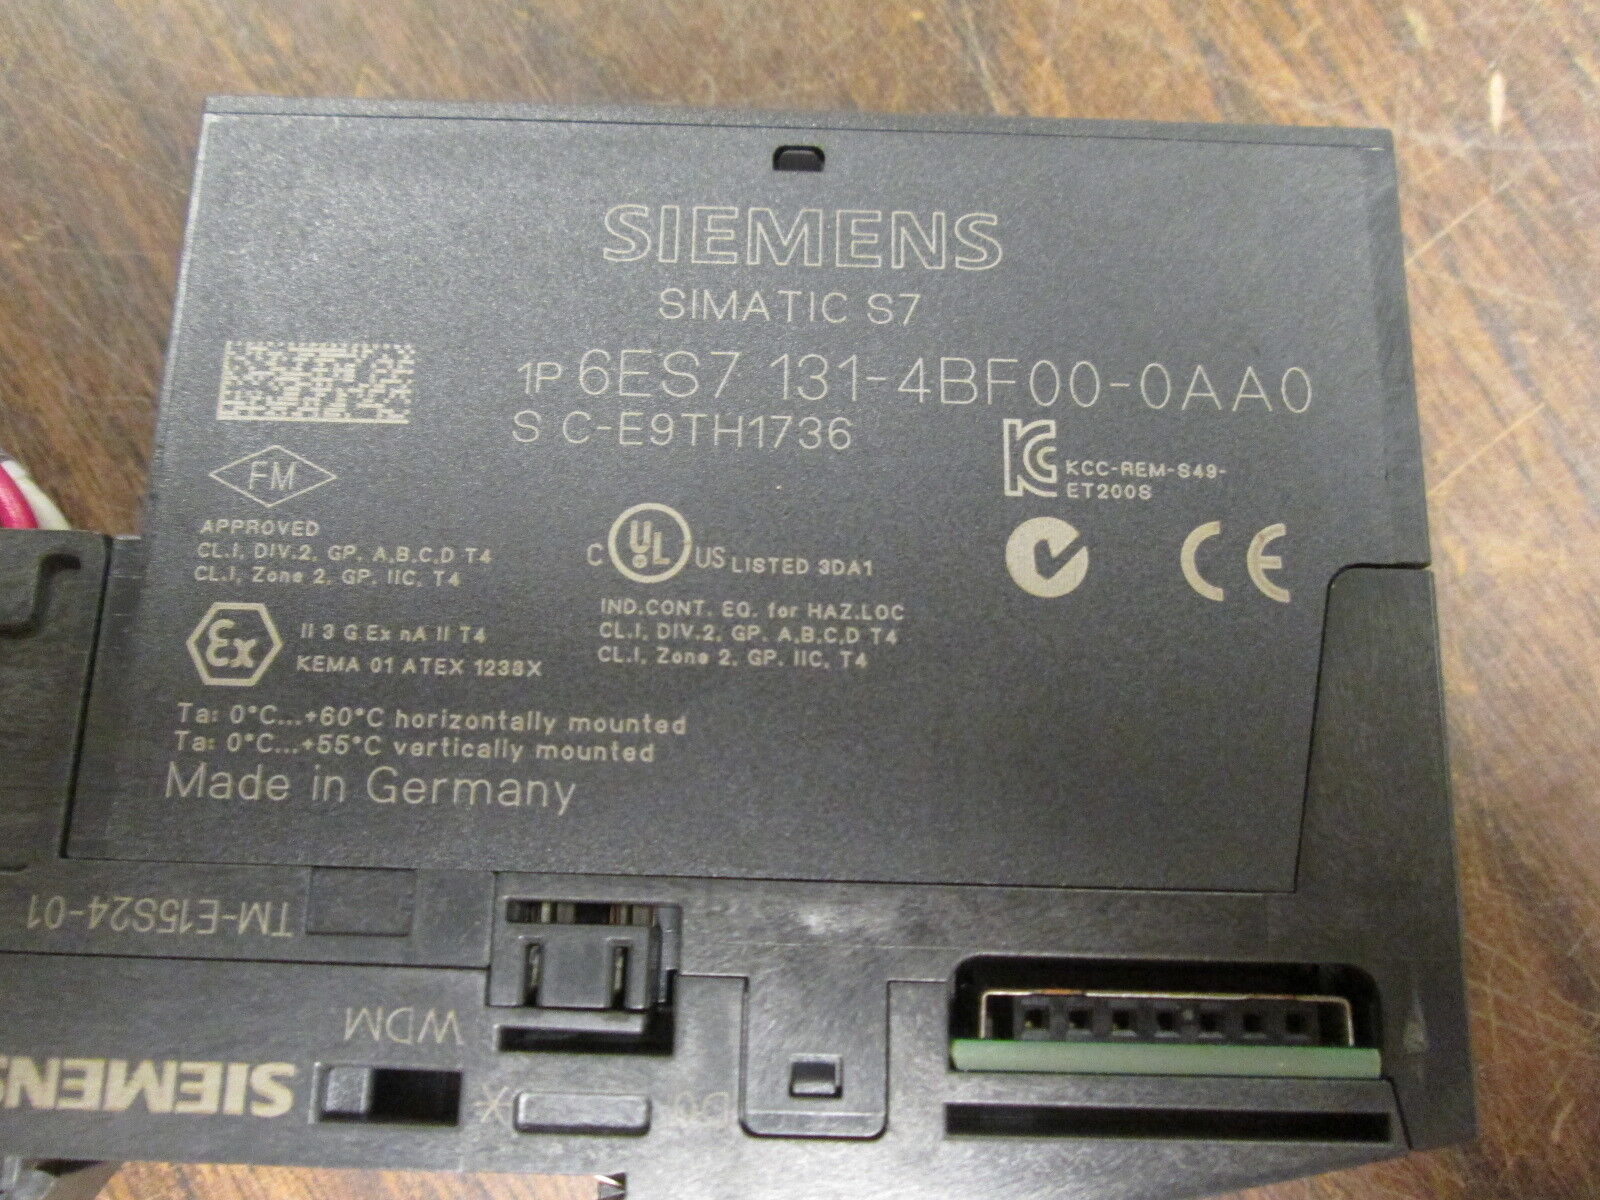 SIEMENS
SIMATIC S7
1P 6ES7 131-4BF00-0AA0
S C-E9TH1736
FM
APPROVED
CL.I, DIV.2, GP. A,B,C,D T4
CL.I, Zone 2, GP. IIC, T4
KCC-REM-S49-
ET200S
C UL US LISTED 3DA1
CE
IND.CONT. EQ. for HAZ.LOC
CL.I, DIV.2, GP. A,B,C,D T4
CL.I, Zone 2, GP. IIC, T4
Ex
II 3 G Ex nA II T4
KEMA 01 ATEX 1238X
Ta: 0°C...+60°C horizontally mounted
Ta: 0°C...+55°C vertically mounted
Made in Germany
TM-E15S24-01
WDM
SIEMENS
X